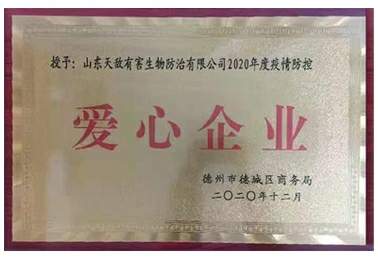 授予：山东天敌有害生物防治有限公司2020年度疫情防控
爱心企业
德州市德城区商务局
二〇二〇年十二月